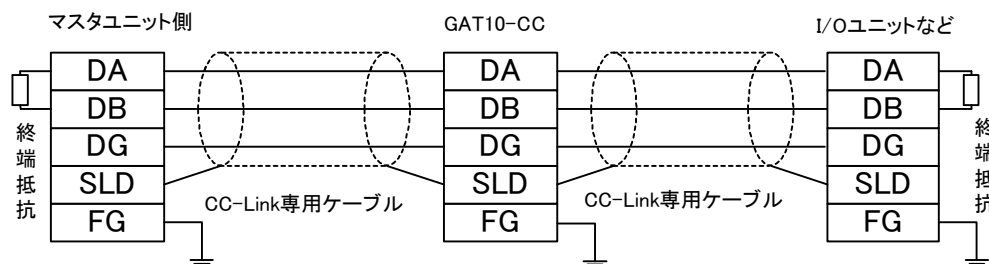 マスタユニット側
GAT10-CC
I/Oユニットなど
DA
DB
DG
SLD
FG
DA
DB
DG
SLD
FG
DA
DB
DG
SLD
FG
終端抵抗
CC-Link専用ケーブル
CC-Link専用ケーブル
終端抵抗